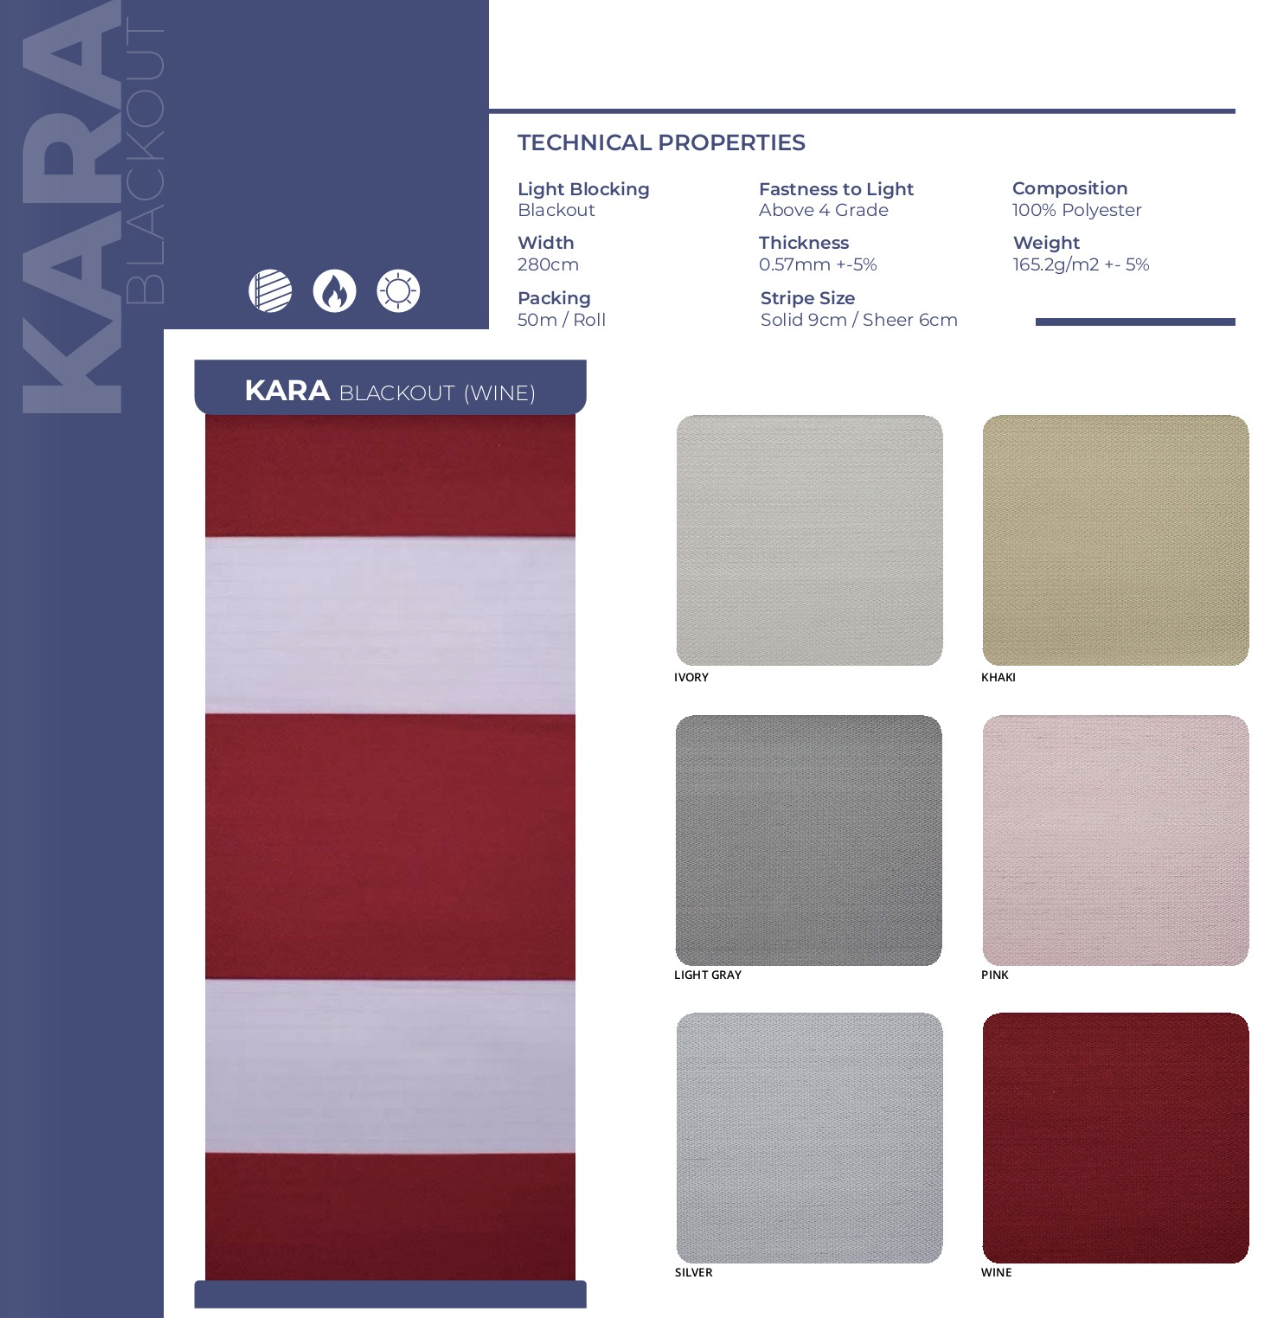 KARA
BLACKOUT
TECHNICAL PROPERTIES
Light Blocking
Blackout
Fastness to Light
Above 4 Grade
Composition
100% Polyester
Width
280cm
Thickness
0.57mm +-5%
Weight
165.2g/m2 +- 5%
Packing
50m / Roll
Stripe Size
Solid 9cm / Sheer 6cm
KARA BLACKOUT (WINE)
IVORY
KHAKI
LIGHT GRAY
PINK
SILVER
WINE